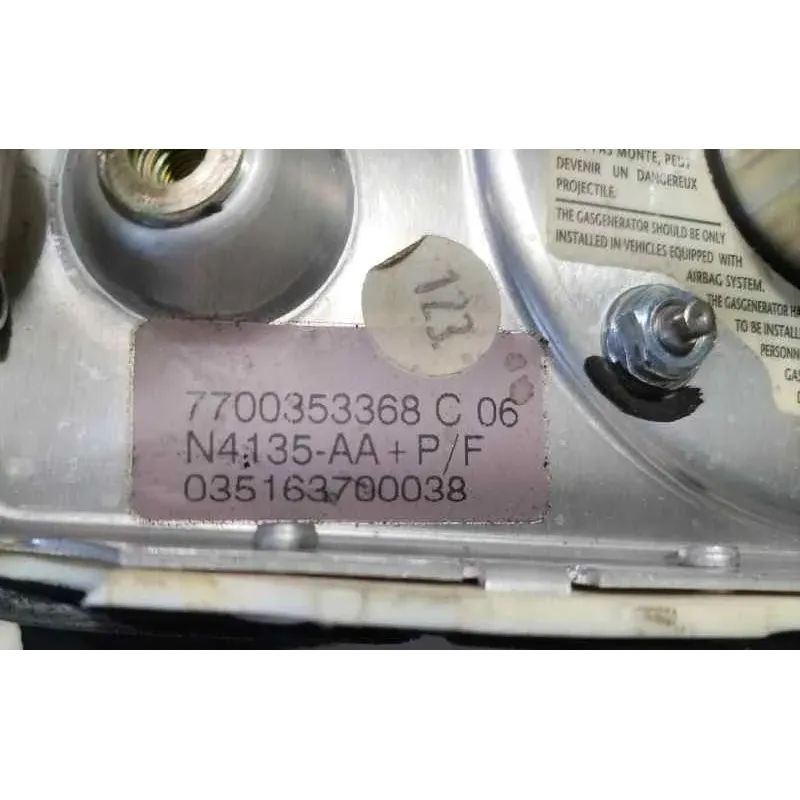 PAS MONTE, PEUT
DEVENIR UN DANGEREUX
PROJECTILE.
THE GASGENERATOR SHOULD BE ONLY
INSTALLED IN VEHICLES EQUIPPED WITH
AIRBAG SYSTEM.
THE GASGENERATOR HA
TO BE INSTALL
PERSONN
GAS
123
7700353368 C 06
N4135-AA + P/F
035163700038